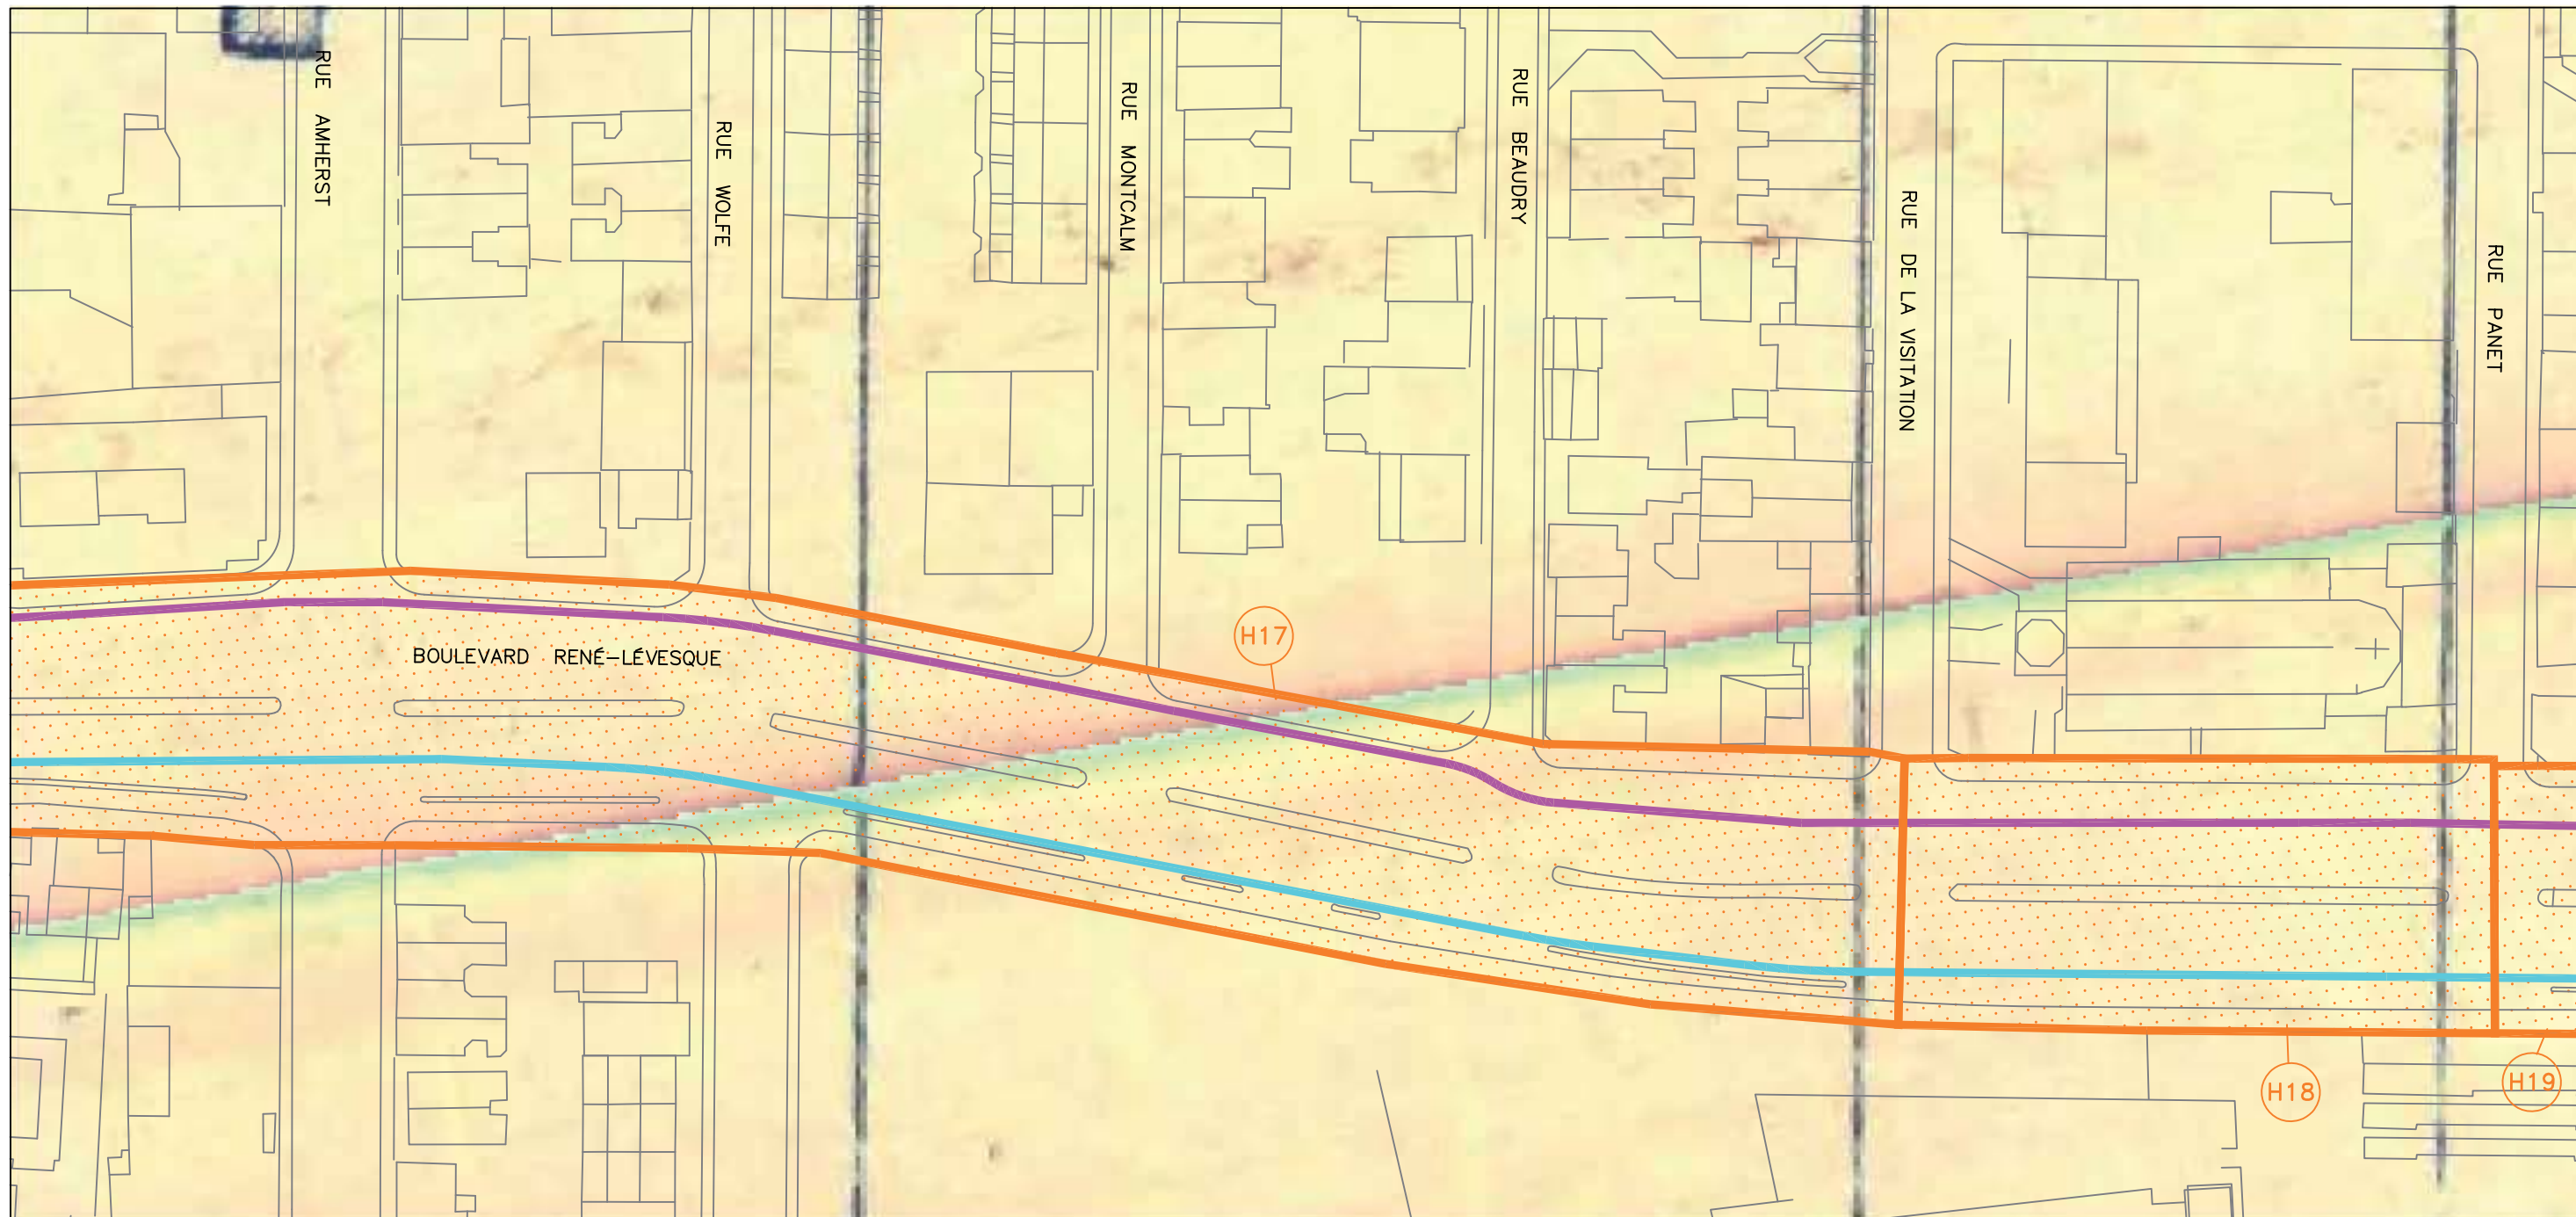 RUE AMHERST
RUE WOLFE
RUE MONTCALM
RUE BEAUDRY
RUE DE LA VISITATION
RUE PANET
H17
BOULEVARD RENÉ–LÉVESQUE
H18
H19